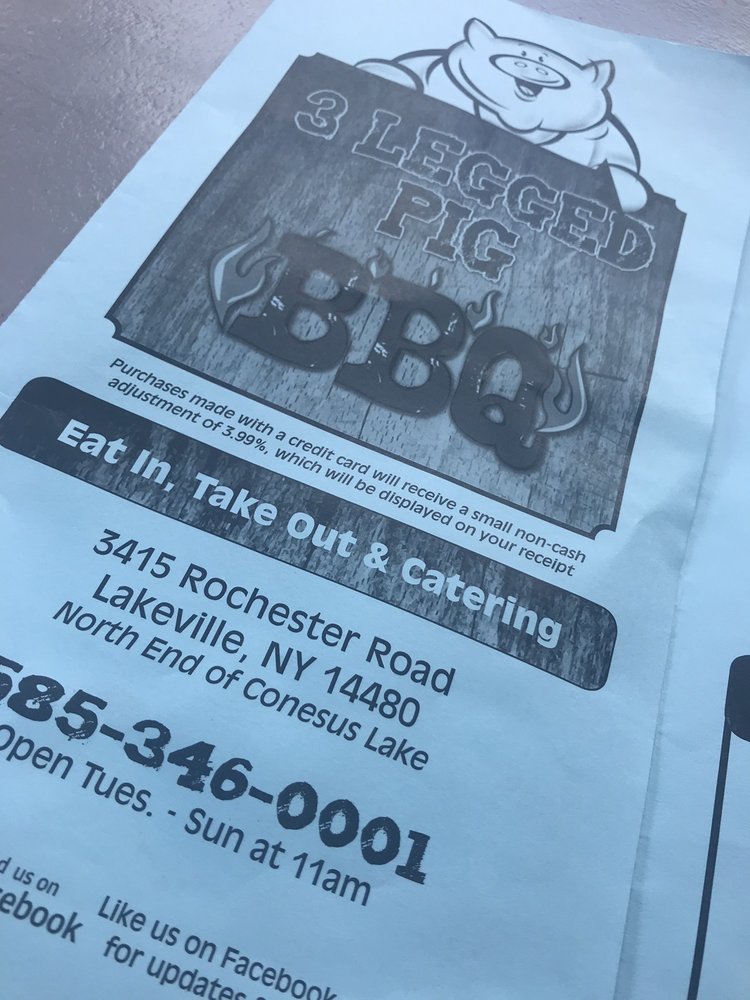 3 LEGGED
PIG
BBQ
Purchases made with a credit card will receive a small non-cash
adjustment of 3.99%, which will be displayed on your receipt
Eat In, Take Out & Catering
3415 Rochester Road
Lakeville, NY 14480
North End of Conesus Lake
585-346-0001
Open Tues. - Sun at 11am
us on
Like us on Facebook
for updates